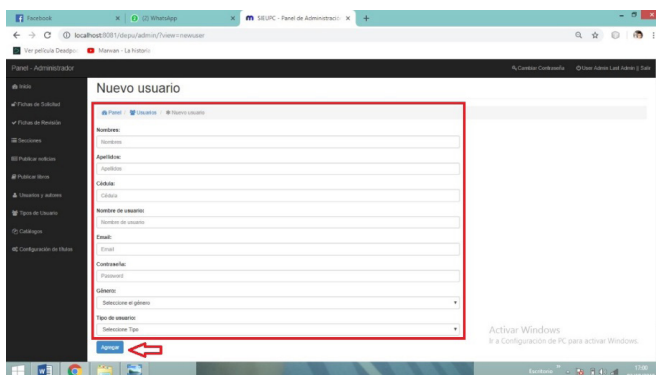 Facebook
(2) WhatsApp
SIEUPC - Panel de Administració
localhost:8081/depu/admin/?view=newuser
Ver película Deadpo
Marwan - La historia
Panel - Administrador
Cambiar Contraseña
User Admin Last Admin || Salir
Inicio
Fichas de Solicitud
Fichas de Revisión
Secciones
Publicar noticias
Publicar libros
Usuarios y autores
Tipos de Usuario
Catálogos
Configuración de títulos
Nuevo usuario
Panel / Usuarios / Nuevo usuario
Nombres:
Nombres
Apellidos:
Apellidos
Cédula:
Cédula
Nombre de usuario:
Nombre de usuario
Email:
Email
Contraseña:
Password
Género:
Seleccione el género
Tipo de usuario:
Seleccione Tipo
Agregar
Activar Windows
Ir a Configuración de PC para activar Windows.
Escritorio
17:00